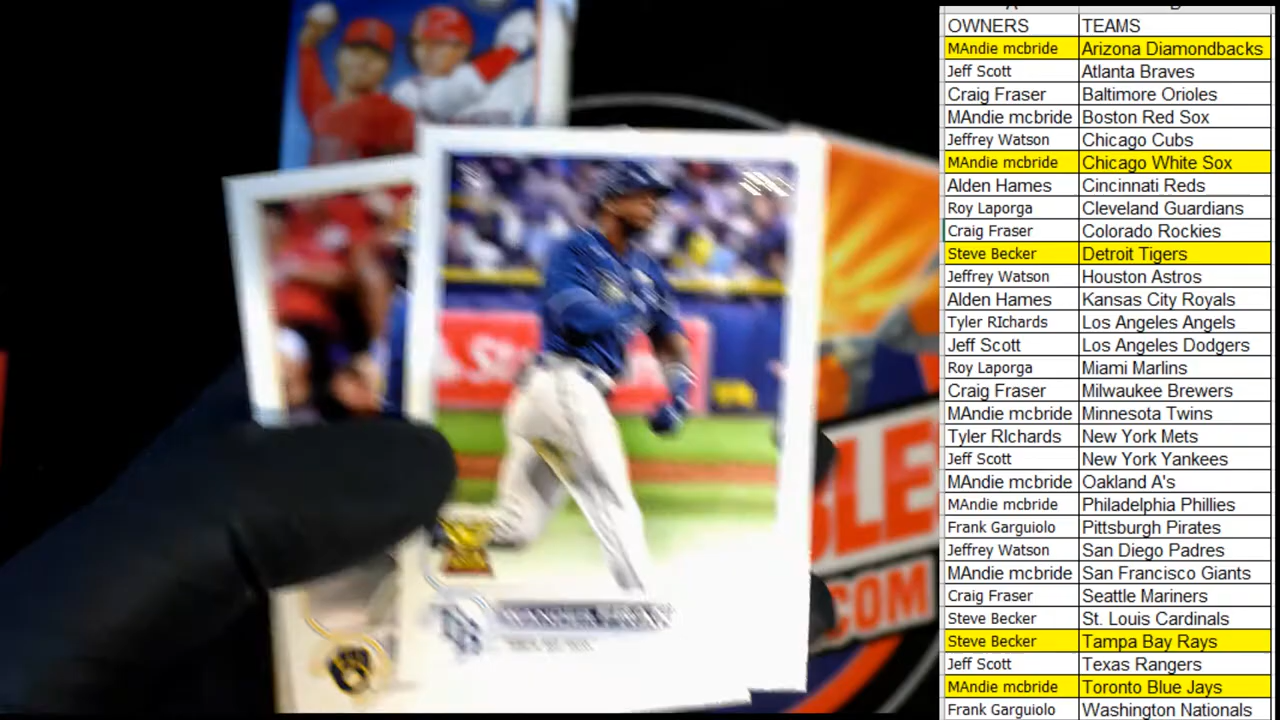 OWNERS TEAMS
MAndie mcbride Arizona Diamondbacks
Jeff Scott Atlanta Braves
Craig Fraser Baltimore Orioles
MAndie mcbride Boston Red Sox
Jeffrey Watson Chicago Cubs
MAndie mcbride Chicago White Sox
Alden Hames Cincinnati Reds
Roy Laporga Cleveland Guardians
Craig Fraser Colorado Rockies
Steve Becker Detroit Tigers
Jeffrey Watson Houston Astros
Alden Hames Kansas City Royals
Tyler RIchards Los Angeles Angels
Jeff Scott Los Angeles Dodgers
Roy Laporga Miami Marlins
Craig Fraser Milwaukee Brewers
MAndie mcbride Minnesota Twins
Tyler RIchards New York Mets
Jeff Scott New York Yankees
MAndie mcbride Oakland A's
MAndie mcbride Philadelphia Phillies
Frank Garguiolo Pittsburgh Pirates
Jeffrey Watson San Diego Padres
MAndie mcbride San Francisco Giants
Craig Fraser Seattle Mariners
Steve Becker St. Louis Cardinals
Steve Becker Tampa Bay Rays
Jeff Scott Texas Rangers
MAndie mcbride Toronto Blue Jays
Frank Garguiolo Washington Nationals